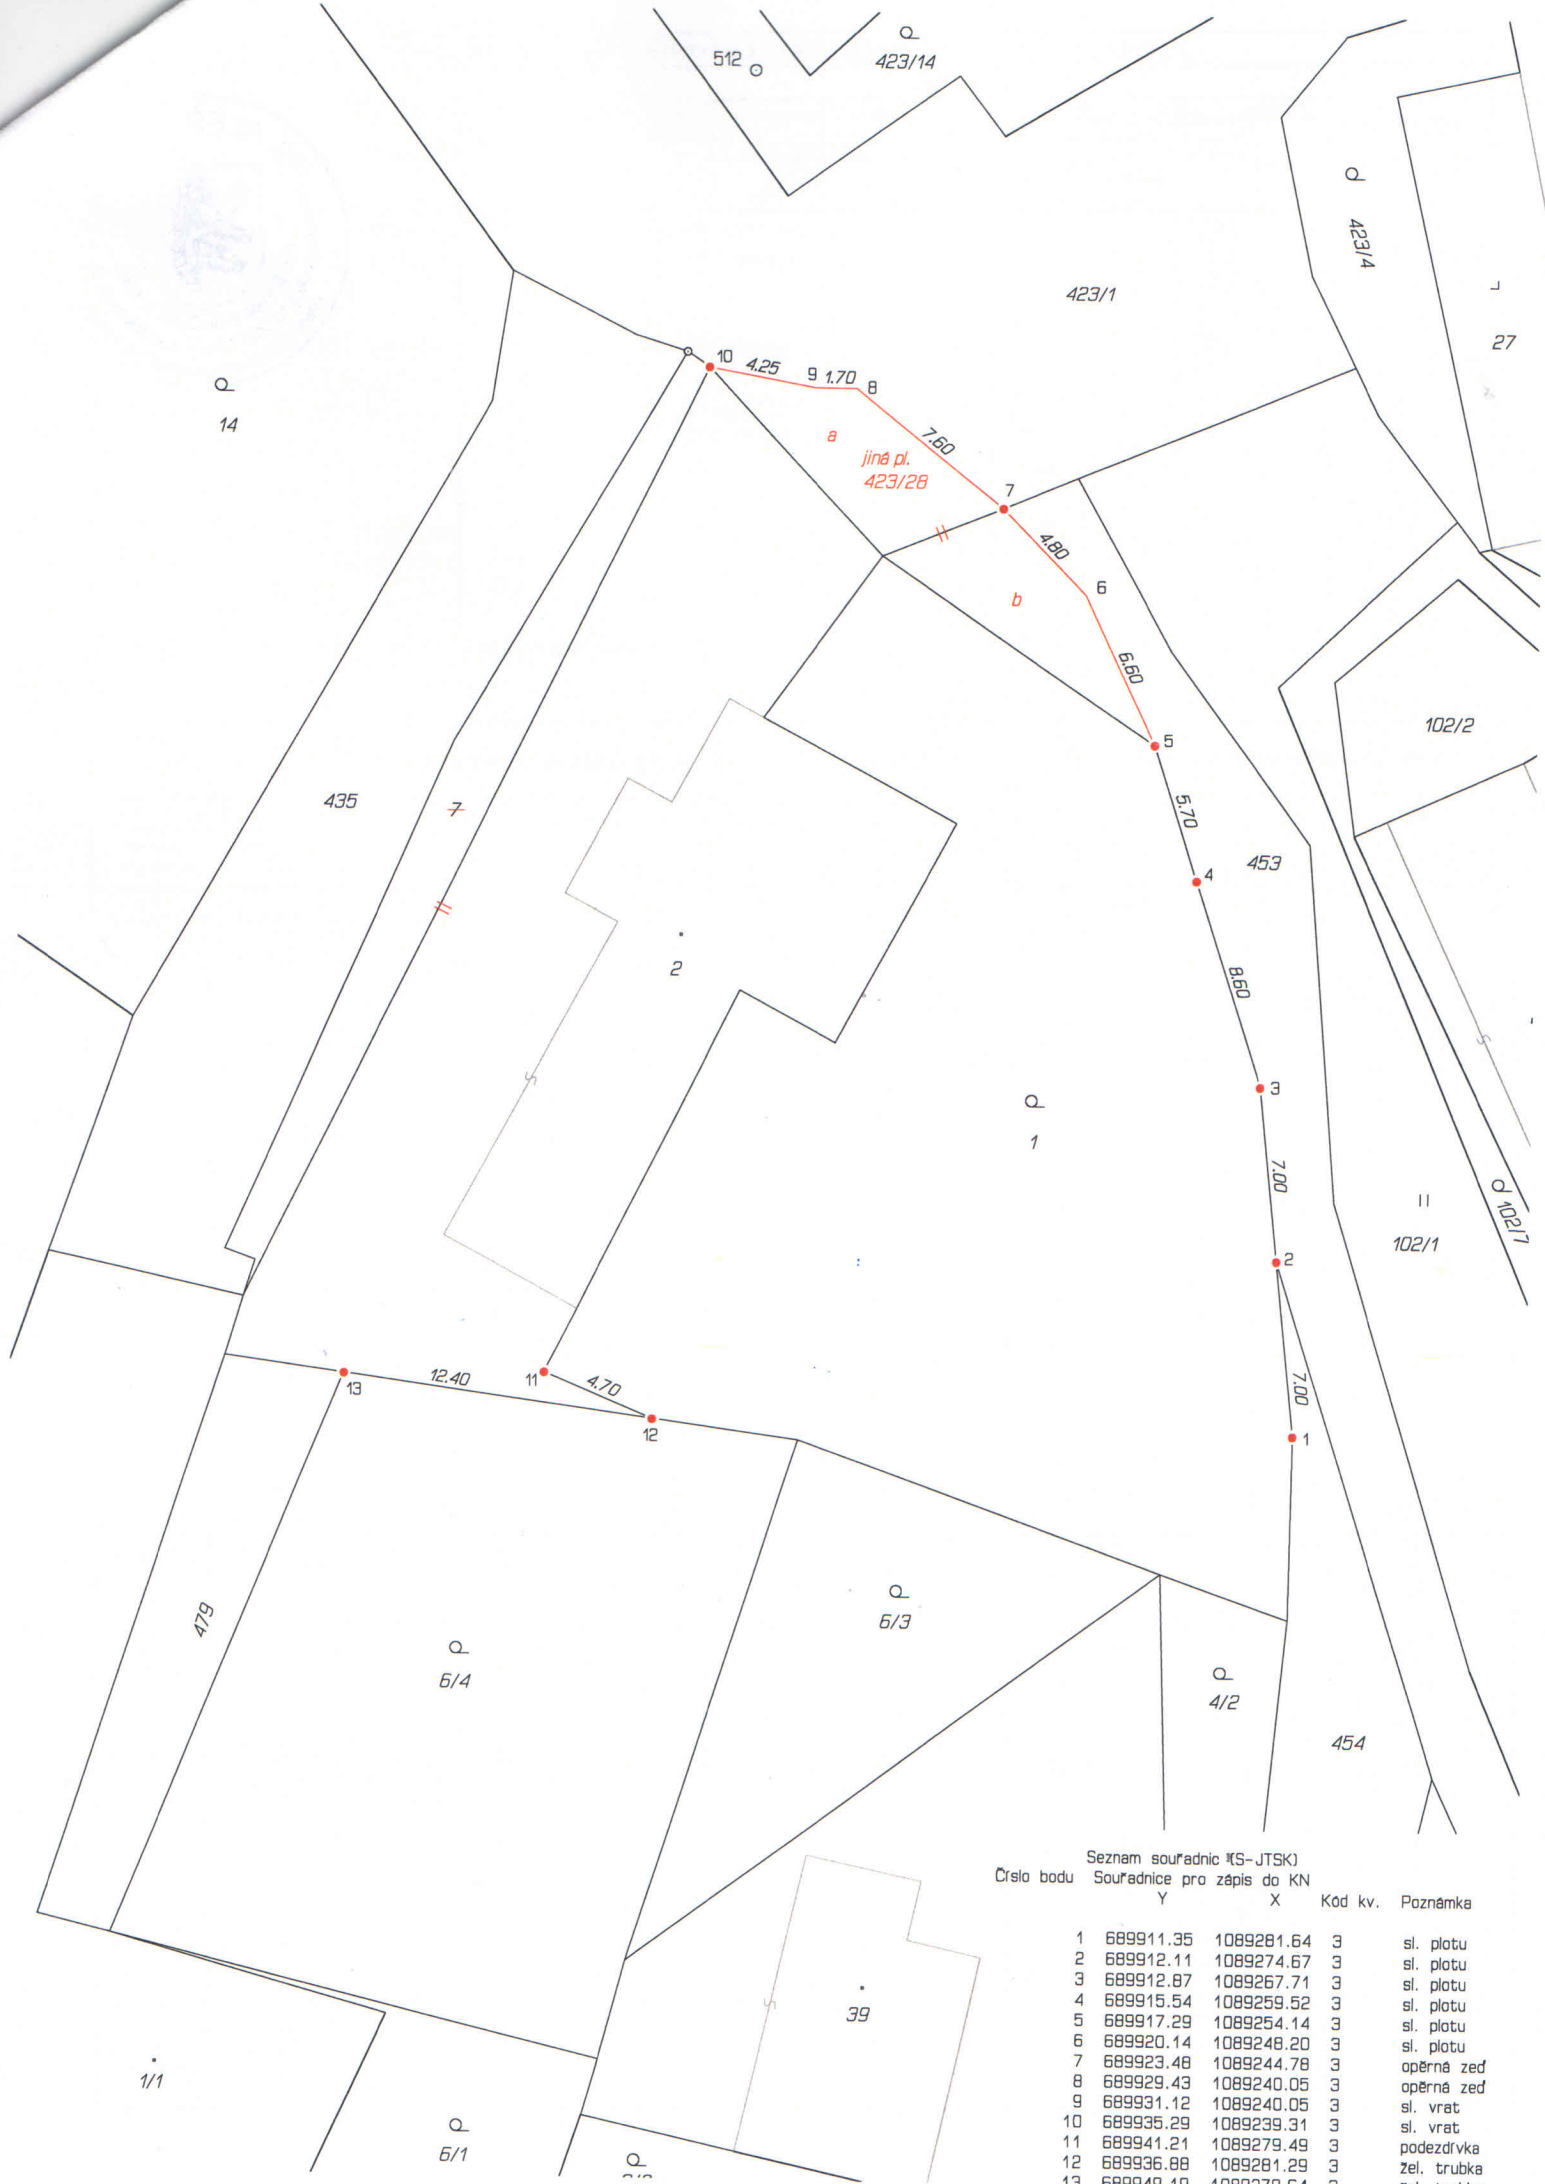 512
423/14
423/4
423/1
27
14
10
4.25
9
1.70
8
a
7.60
jiná pl.
423/28
7
4.80
6
b
6.60
5
102/2
435
7
5.70
453
4
2
8.60
3
1
7.00
102/7
102/1
2
13
12.40
11
4.70
12
7.00
1
479
6/3
6/4
4/2
454
39
1/1
6/1
Seznam souřadnic (S-JTSK)
Číslo bodu Souřadnice pro zápis do KN
Y X Kód kv. Poznámka
1 689911.35 1089281.64 3 sl. plotu
2 689912.11 1089274.67 3 sl. plotu
3 689912.87 1089267.71 3 sl. plotu
4 689915.54 1089259.52 3 sl. plotu
5 689917.29 1089254.14 3 sl. plotu
6 689920.14 1089248.20 3 sl. plotu
7 689923.48 1089244.78 3 opěrná zeď
8 689929.43 1089240.05 3 opěrná zeď
9 689931.12 1089240.05 3 sl. vrat
10 689935.29 1089239.31 3 sl. vrat
11 689941.21 1089279.49 3 podezdívka
12 689936.88 1089281.29 3 žel. trubka
13